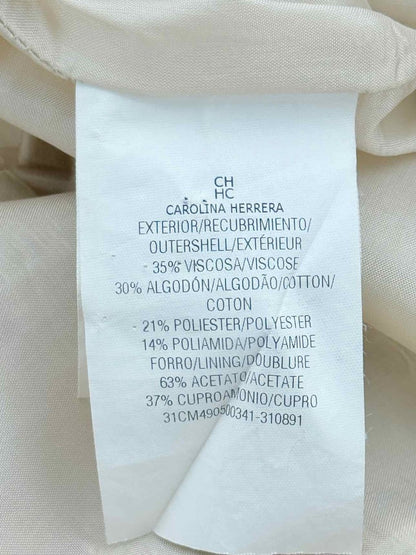 CH
HC
CAROLINA HERRERA
EXTERIOR/RECUBRIMIENTO/
OUTERSHELL/EXTÉRIEUR
35% VISCOSA/VISCOSE
30% ALGODÓN/ALGODÃO/COTTON/
COTON
21% POLIESTER/POLYESTER
14% POLIAMIDA/POLYAMIDE
FORRO/LINING/DOUBLURE
63% ACETATO/ACETATE
37% CUPROAMONIO/CUPRO
31CM490500341-310891